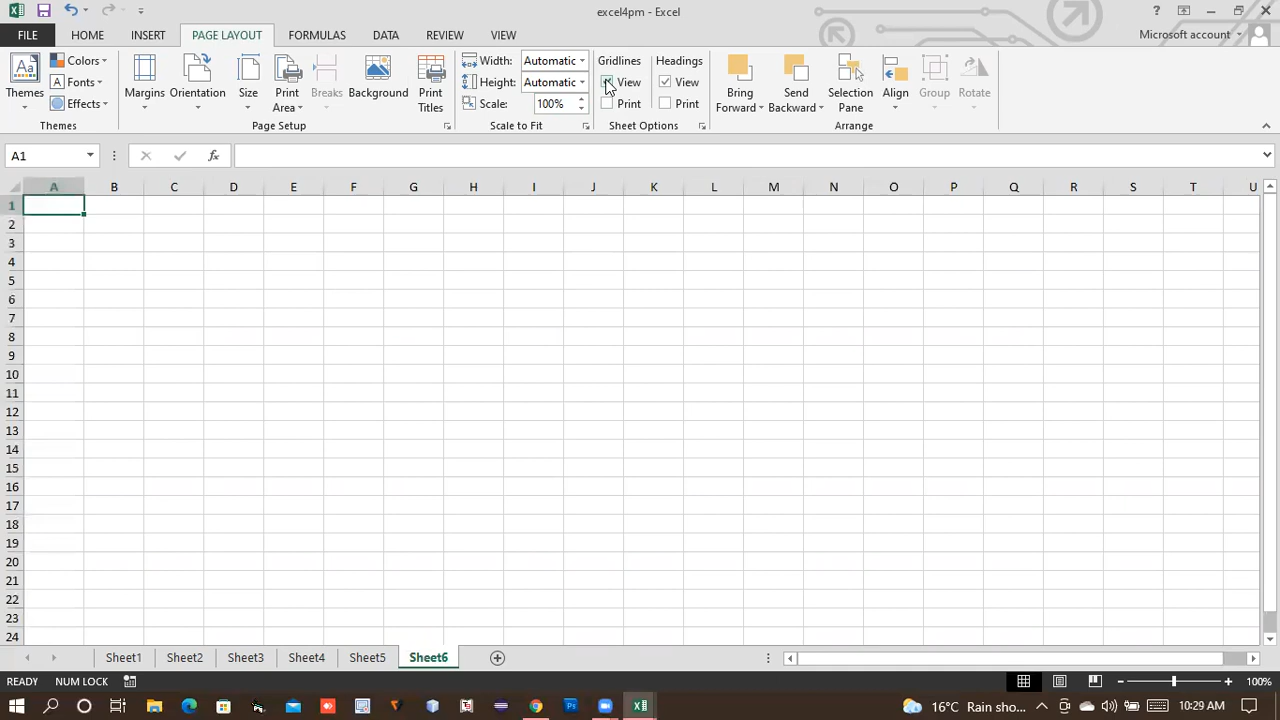 excel4pm - Excel
FILE HOME INSERT PAGE LAYOUT FORMULAS DATA REVIEW VIEW Microsoft account
Themes
Colors
Fonts
Effects
Themes
Margins
Orientation
Size
Print Area
Breaks
Background
Print Titles
Page Setup
Width: Automatic
Height: Automatic
Scale: 100%
Scale to Fit
Gridlines
View
Print
Headings
View
Print
Sheet Options
Bring Forward
Send Backward
Selection Pane
Align
Group
Rotate
Arrange
A1 fx
A B C D E F G H I J K L M N O P Q R S T U
1
2
3
4
5
6
7
8
9
10
11
12
13
14
15
16
17
18
19
20
21
22
23
24
Sheet1 Sheet2 Sheet3 Sheet4 Sheet5 Sheet6
READY NUM LOCK 100%
16°C Rain sho... 10:29 AM